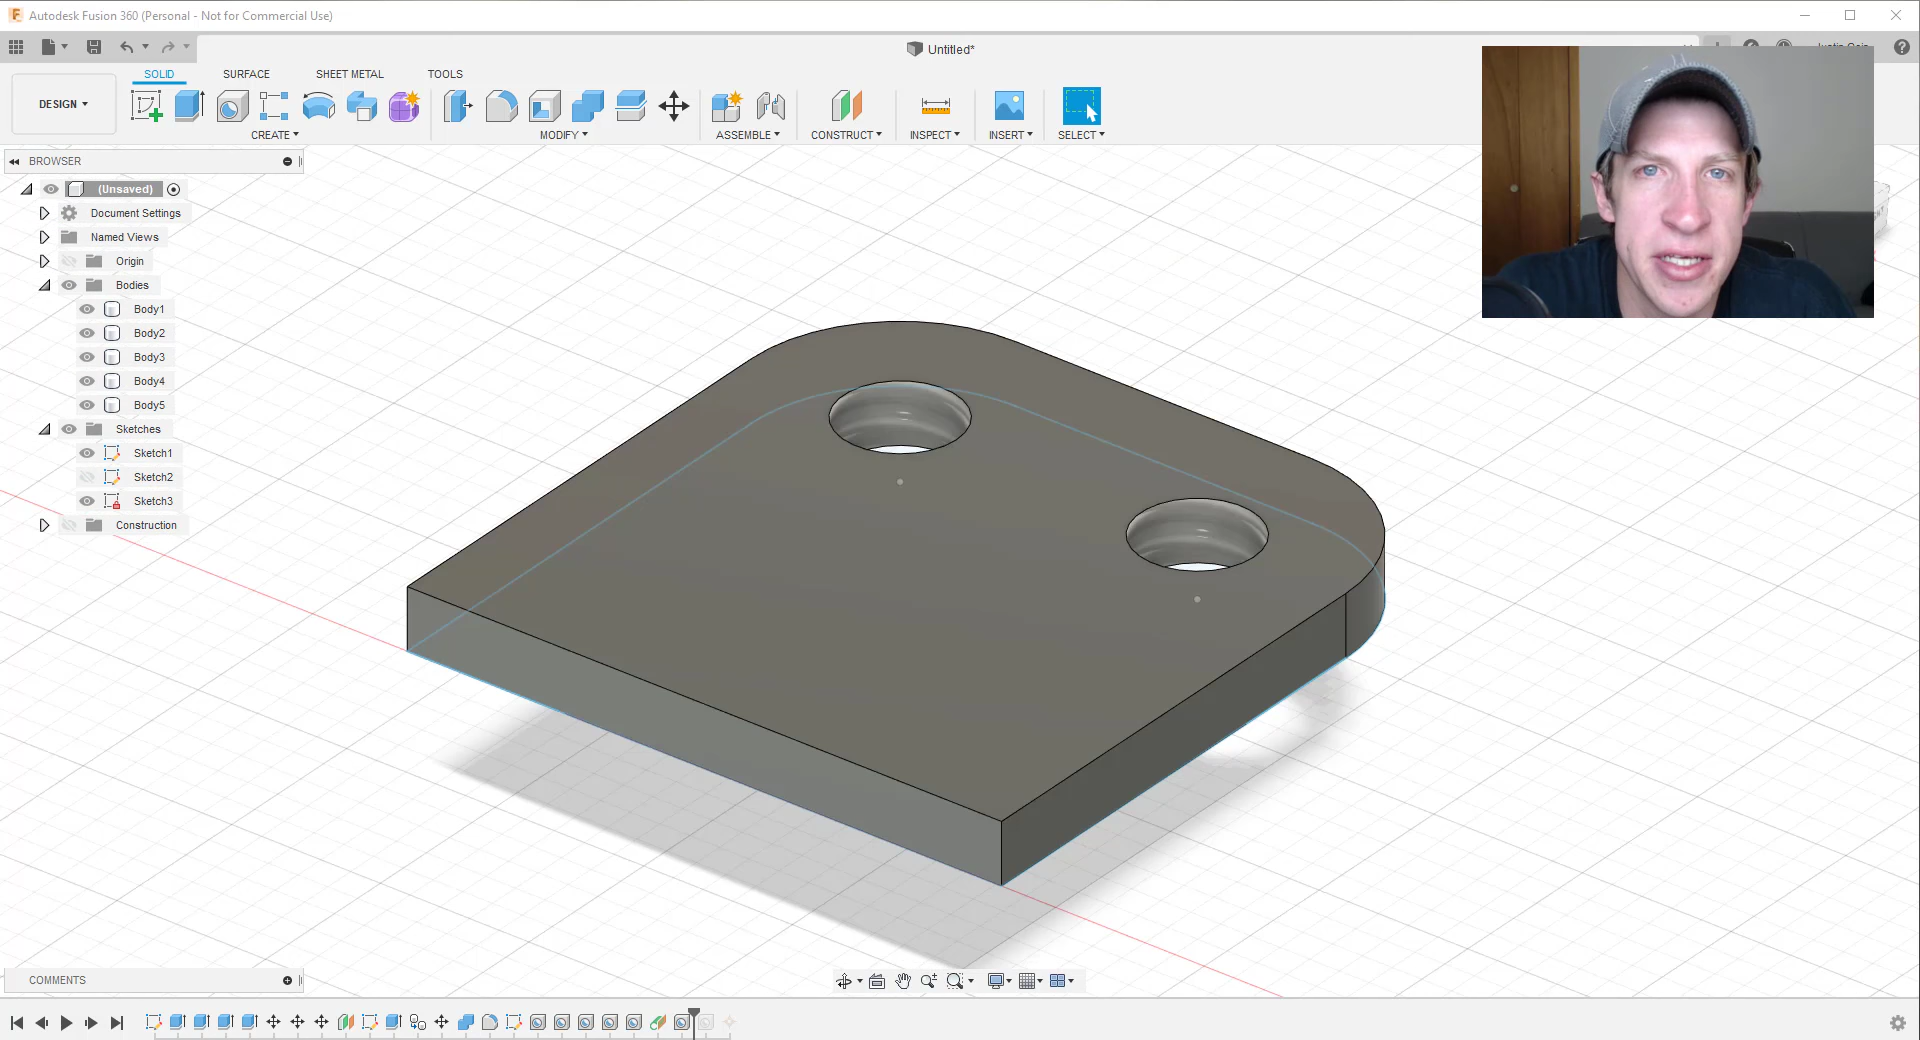 Autodesk Fusion 360 (Personal - Not for Commercial Use)
Untitled*
SOLID SURFACE SHEET METAL TOOLS
DESIGN
CREATE MODIFY ASSEMBLE CONSTRUCT INSPECT INSERT SELECT
BROWSER
(Unsaved)
Document Settings
Named Views
Origin
Bodies
Body1
Body2
Body3
Body4
Body5
Sketches
Sketch1
Sketch2
Sketch3
Construction
COMMENTS